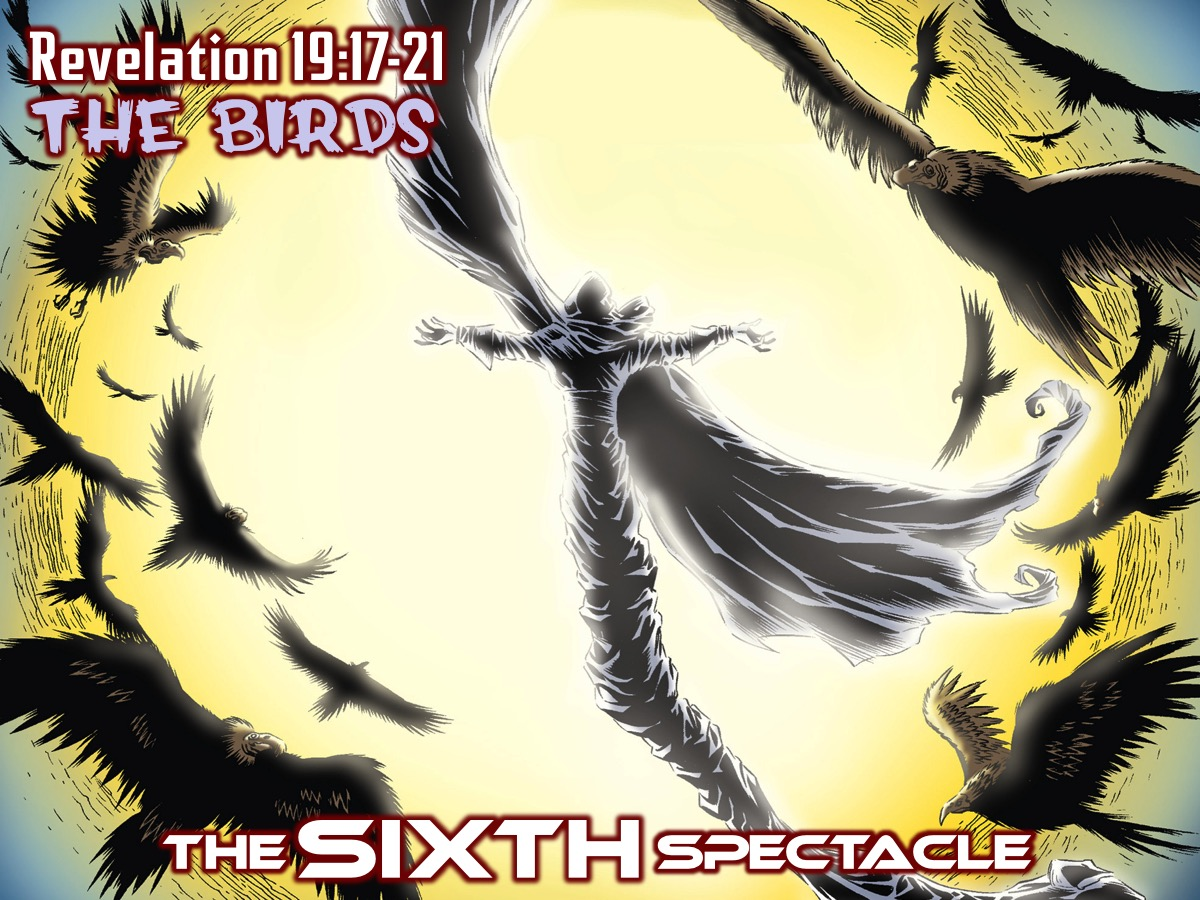 Revelation 19:17-21
THE BIRDS
THE SIXTH SPECTACLE